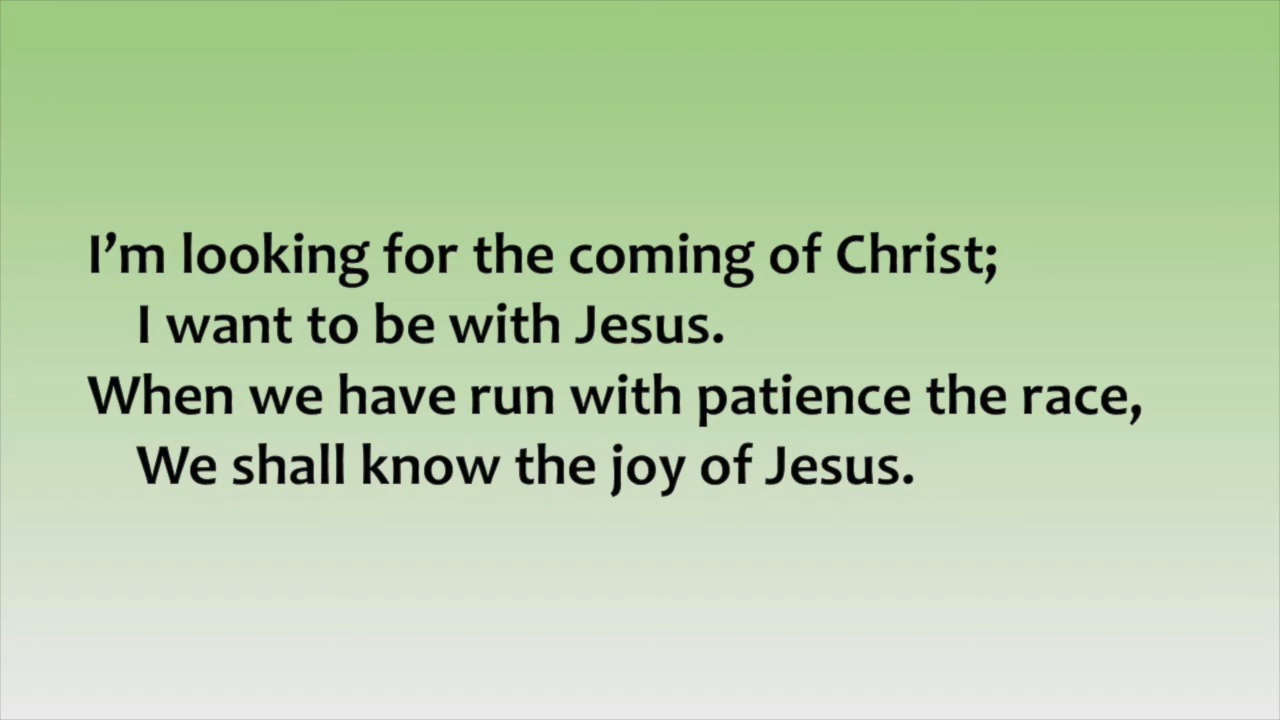 I’m looking for the coming of Christ;
I want to be with Jesus.
When we have run with patience the race,
We shall know the joy of Jesus.